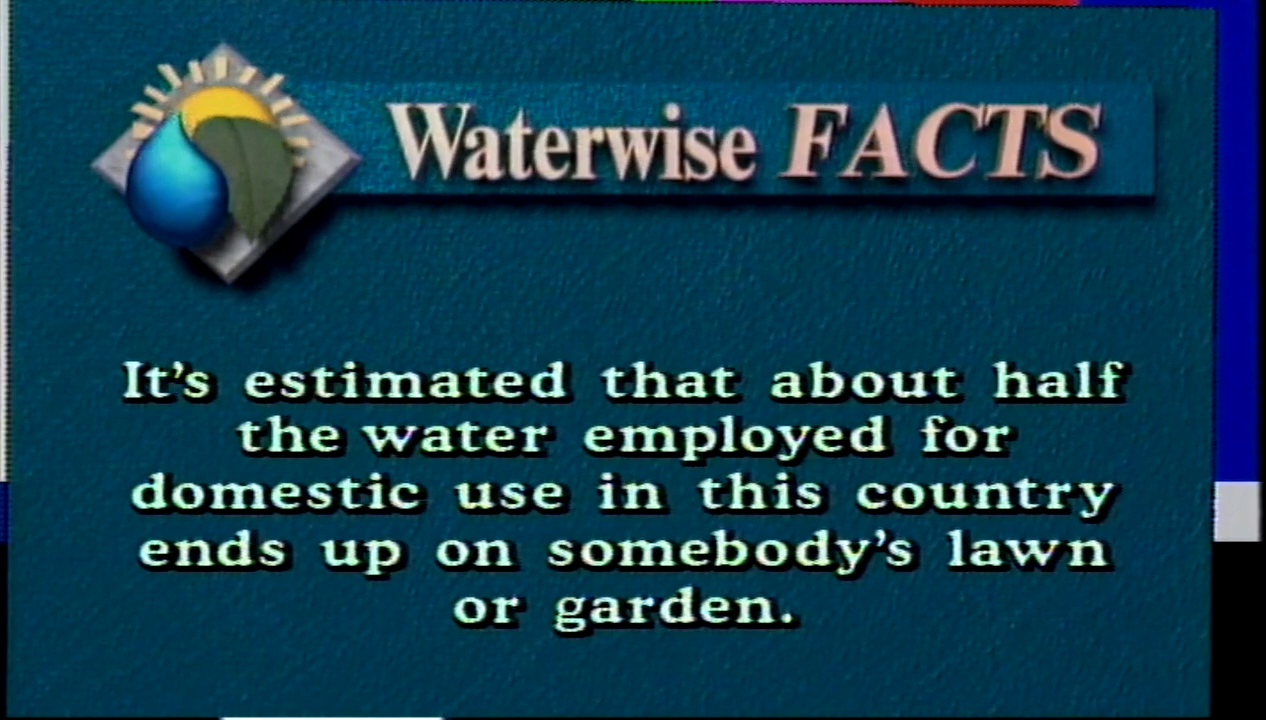 Waterwise FACTS
It's estimated that about half
the water employed for
domestic use in this country
ends up on somebody's lawn
or garden.